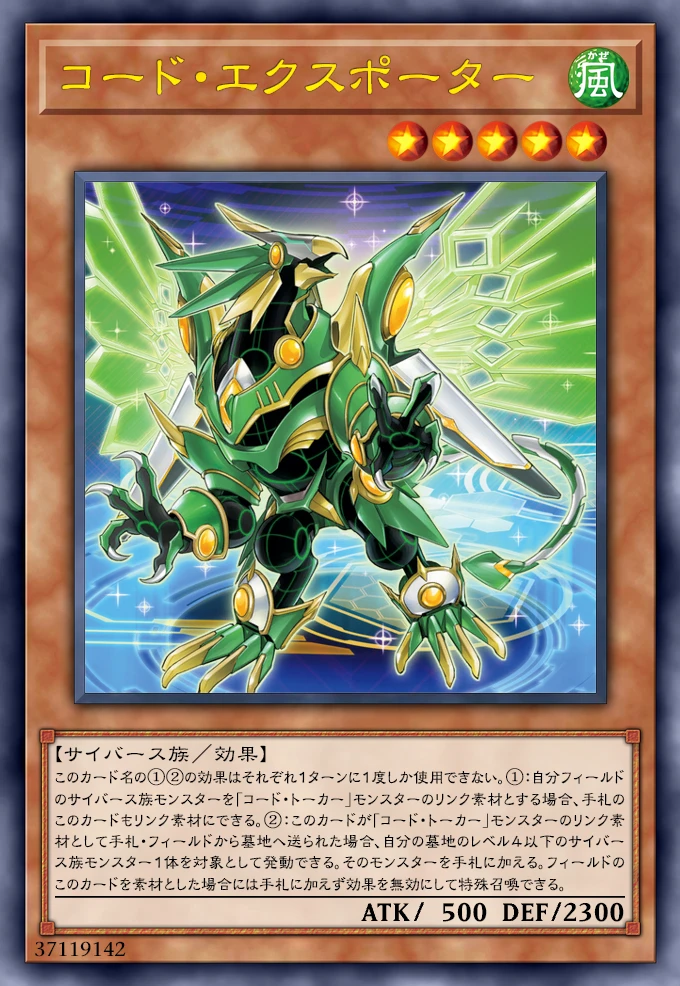 コード・エクスポーター
かぜ
風
【サイバース族／効果】
このカード名の①②の効果はそれぞれ1ターンに1度しか使用できない。①：自分フィールド
のサイバース族モンスターを「コード・トーカー」モンスターのリンク素材とする場合、手札の
このカードもリンク素材にできる。②：このカードが「コード・トーカー」モンスターのリンク素
材として手札・フィールドから墓地へ送られた場合、自分の墓地のレベル4以下のサイバー
ス族モンスター1体を対象として発動できる。そのモンスターを手札に加える。フィールドの
このカードを素材とした場合には手札に加えず効果を無効にして特殊召喚できる。
ATK/ 500 DEF/2300
37119142